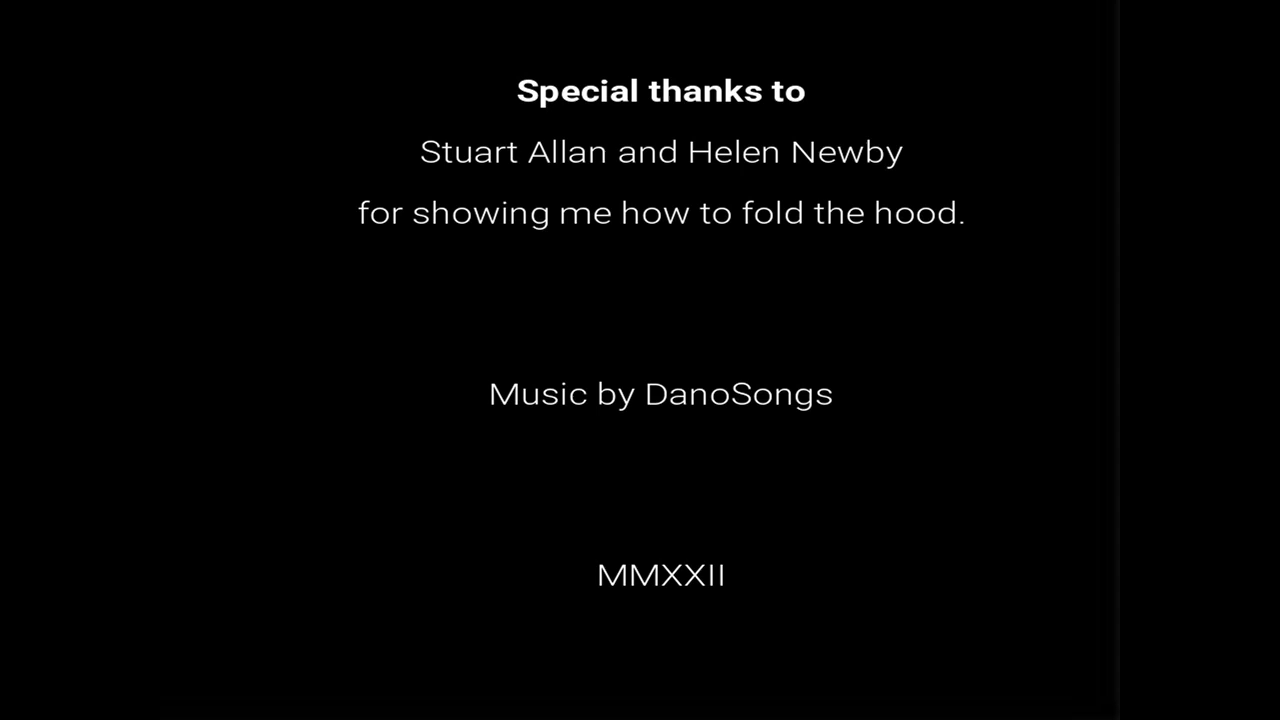 Special thanks to
Stuart Allan and Helen Newby
for showing me how to fold the hood.
Music by DanoSongs
MMXXII